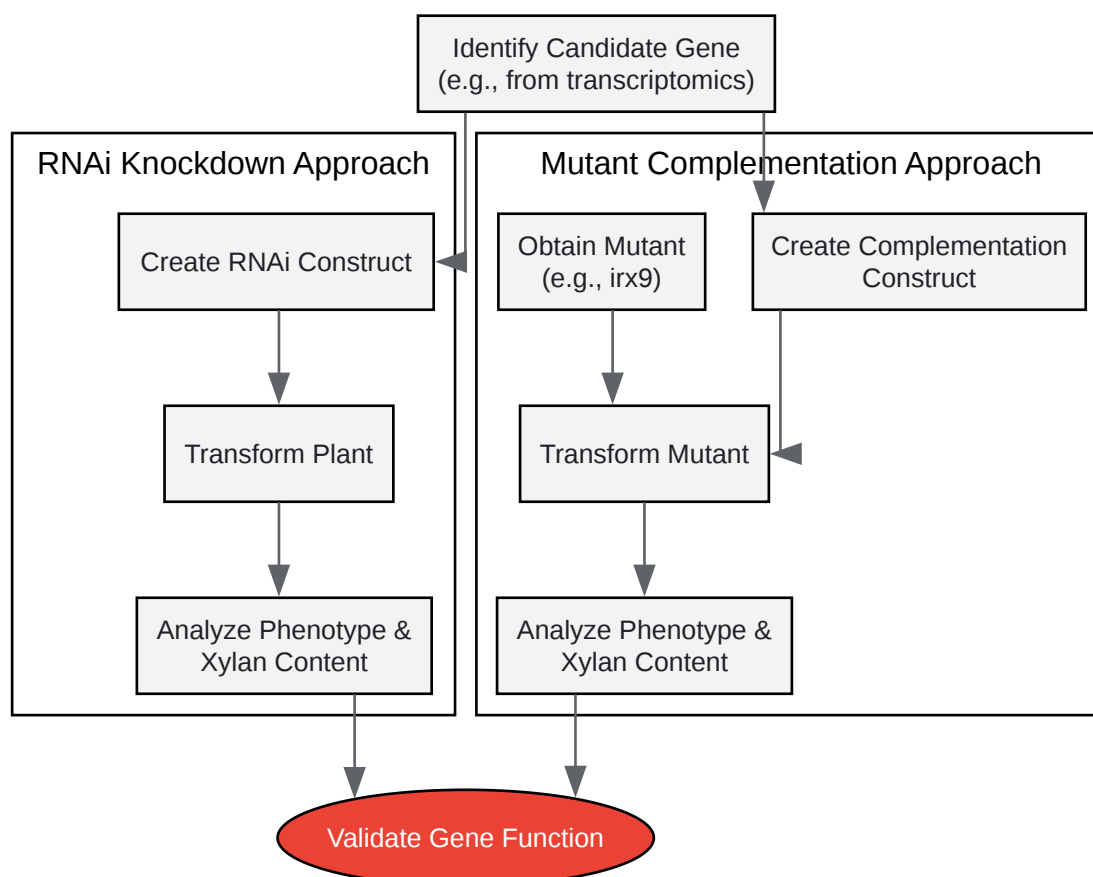 Identify Candidate Gene
(e.g., from transcriptomics)
RNAi Knockdown Approach
Mutant Complementation Approach
Create RNAi Construct
Obtain Mutant
(e.g., irx9)
Create Complementation
Construct
Transform Plant
Transform Mutant
Analyze Phenotype &
Xylan Content
Analyze Phenotype &
Xylan Content
Validate Gene Function